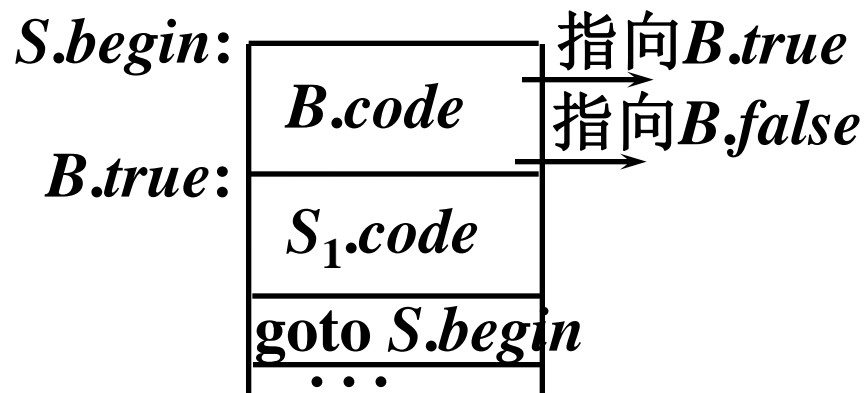 S.begin:
指向B.true
B.code
指向B.false
B.true:
S₁.code
goto S.begin
...